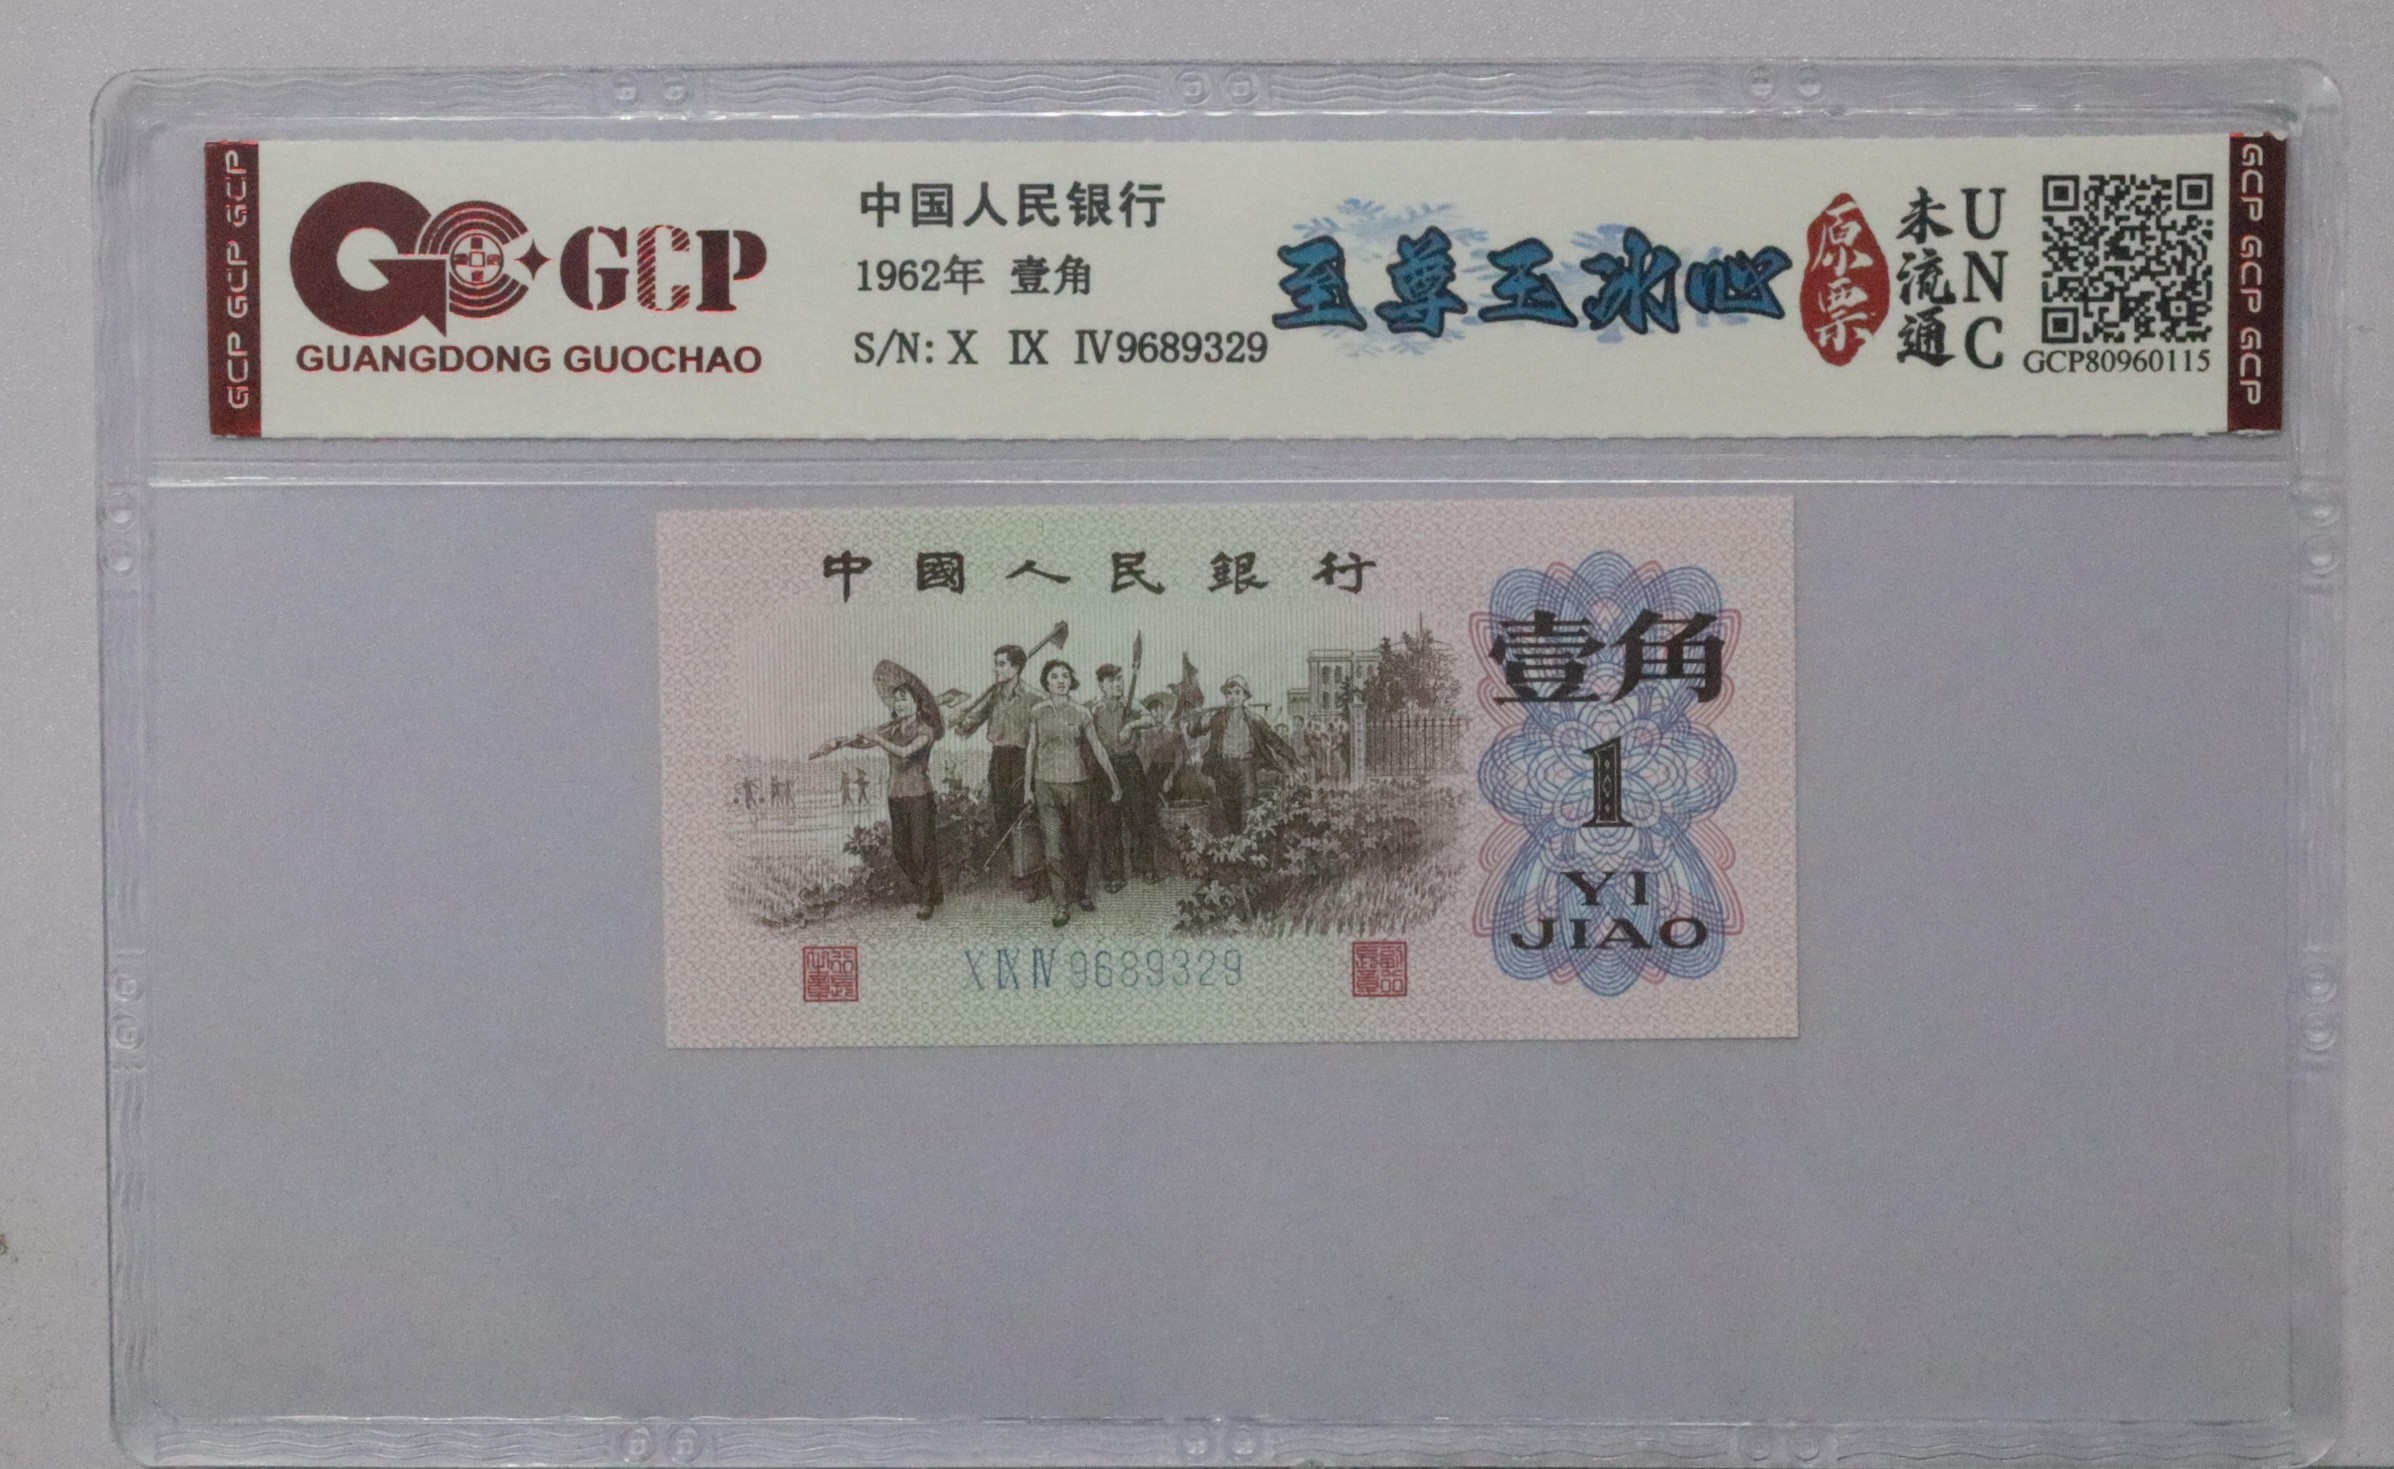 GCP GCP GCP
GCP
GUANGDONG GUOCHAO
中国人民银行
1962年 壹角
S/N: X IX IV9689329
至尊玉冰心
原票
未流通
UNC
GCP80960115
GCP GCP GCP
中國人民銀行
壹角
1
YI
JIAO
X IX IV 9689329